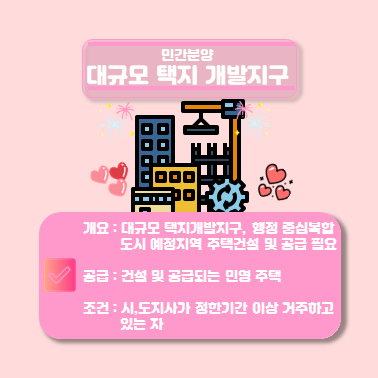 민간분양
대규모 택지 개발지구
개요 : 대규모 택지개발지구, 행정 중심복합
도시 예정지역 주택건설 및 공급 필요
공급 : 건설 및 공급되는 민영 주택
조건 : 시,도지사가 정한기간 이상 거주하고
있는 자